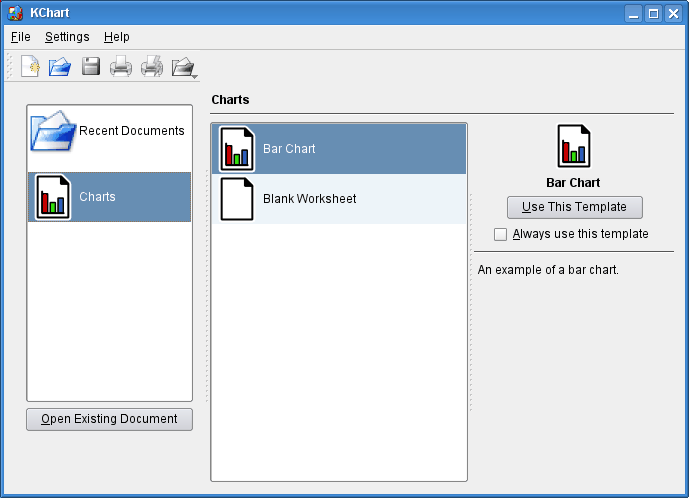 KChart
File Settings Help
Recent Documents
Charts
Open Existing Document
Charts
Bar Chart
Blank Worksheet
Bar Chart
Use This Template
Always use this template
An example of a bar chart.